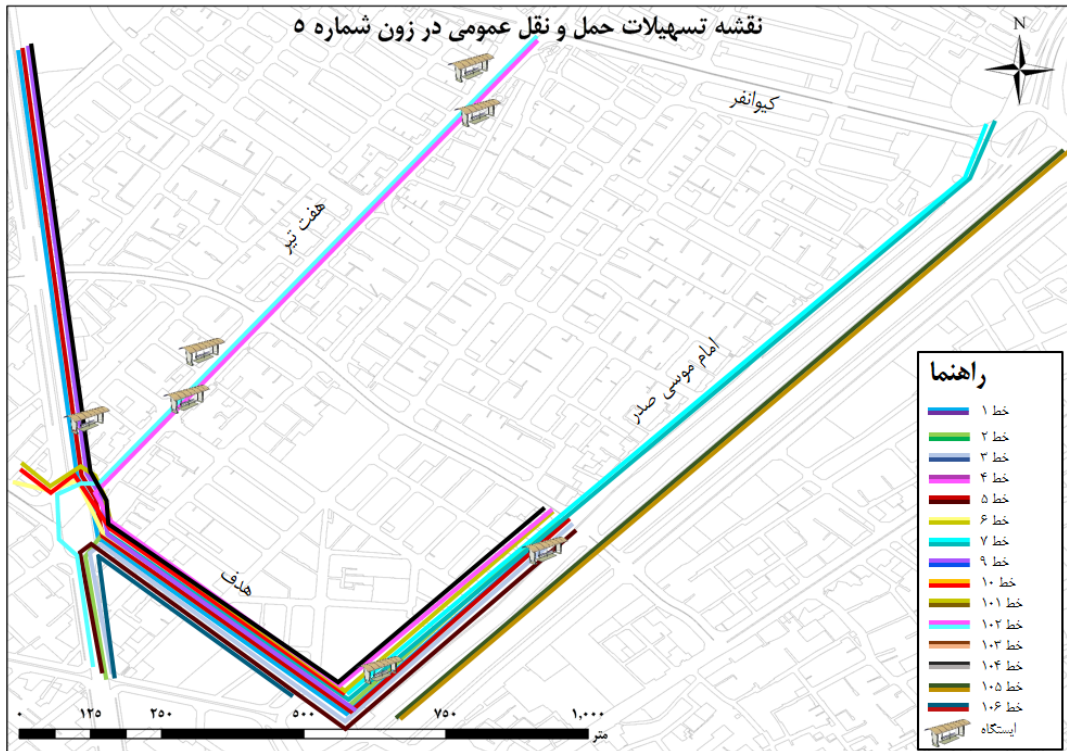 نقشه تسهیلات حمل و نقل عمومی در زون شماره ۵
N
کیوانفر
هفت تیر
امام موسی صدر
هدف
راهنما
خط ۱
خط ۲
خط ۳
خط ۴
خط ۵
خط ۶
خط ۷
خط ۹
خط ۱۰
خط ۱۰۱
خط ۱۰۲
خط ۱۰۳
خط ۱۰۴
خط ۱۰۵
خط ۱۰۶
ایستگاه
۰ ۱۲۵ ۲۵۰ ۵۰۰ ۷۵۰ ۱,۰۰۰
متر